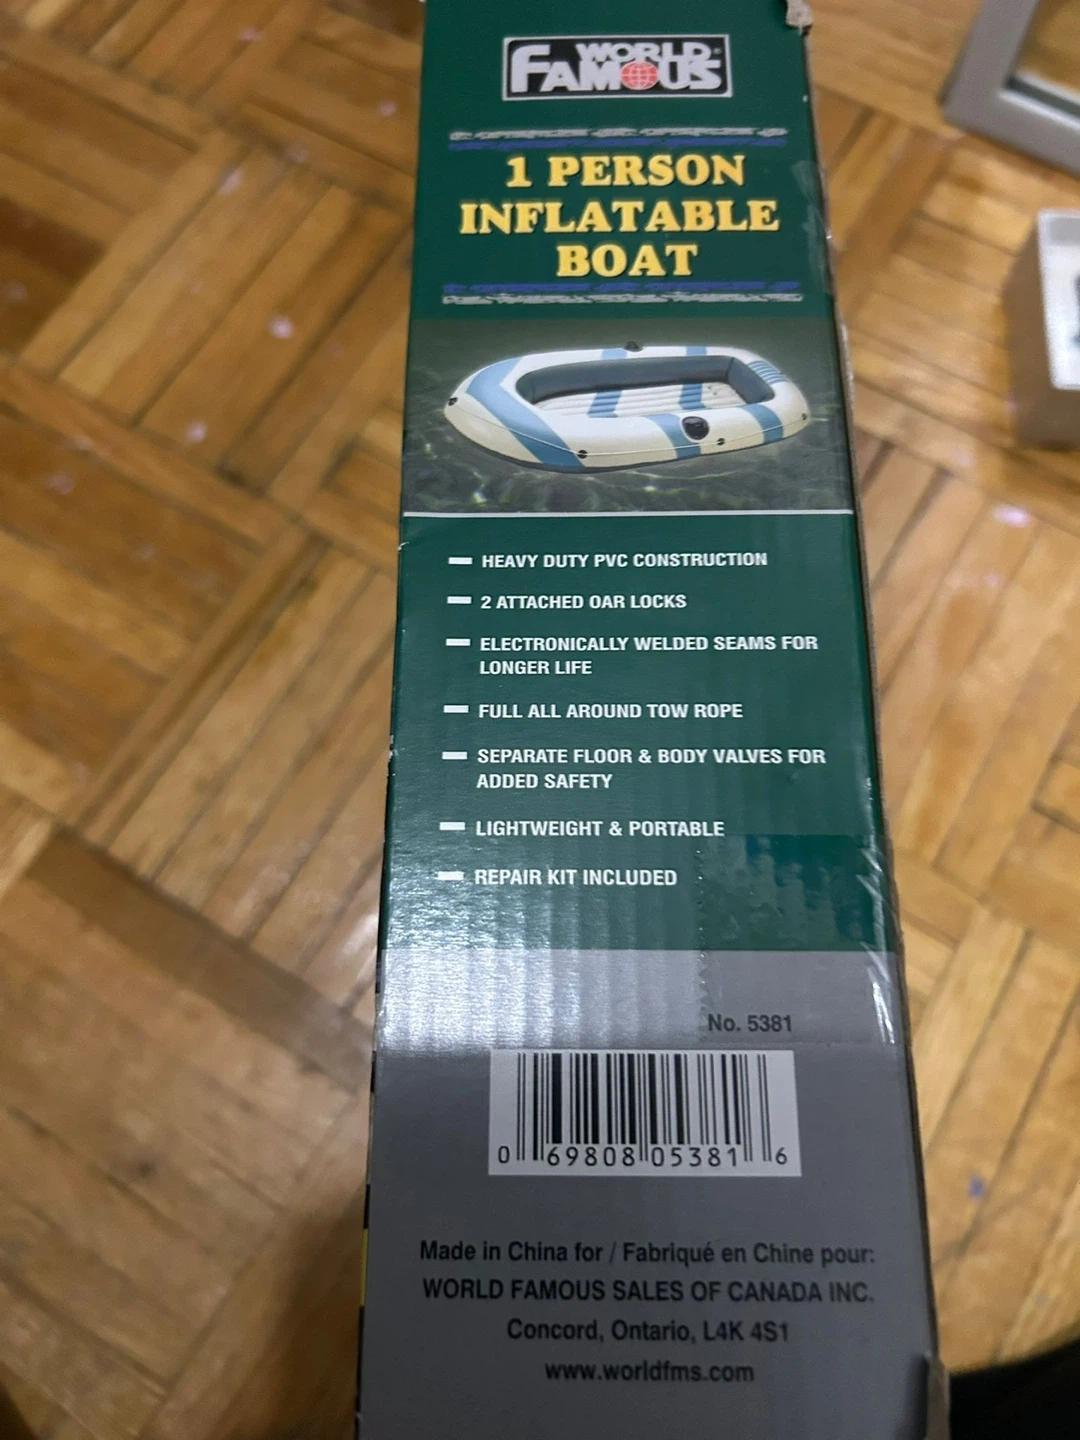 WORLD
FAMOUS
1 PERSON
INFLATABLE
BOAT
HEAVY DUTY PVC CONSTRUCTION
2 ATTACHED OAR LOCKS
ELECTRONICALLY WELDED SEAMS FOR
LONGER LIFE
FULL ALL AROUND TOW ROPE
SEPARATE FLOOR & BODY VALVES FOR
ADDED SAFETY
LIGHTWEIGHT & PORTABLE
REPAIR KIT INCLUDED
No. 5381
0 69808 05381 6
Made in China for / Fabriqué en Chine pour:
WORLD FAMOUS SALES OF CANADA INC.
Concord, Ontario, L4K 4S1
www.worldfms.com